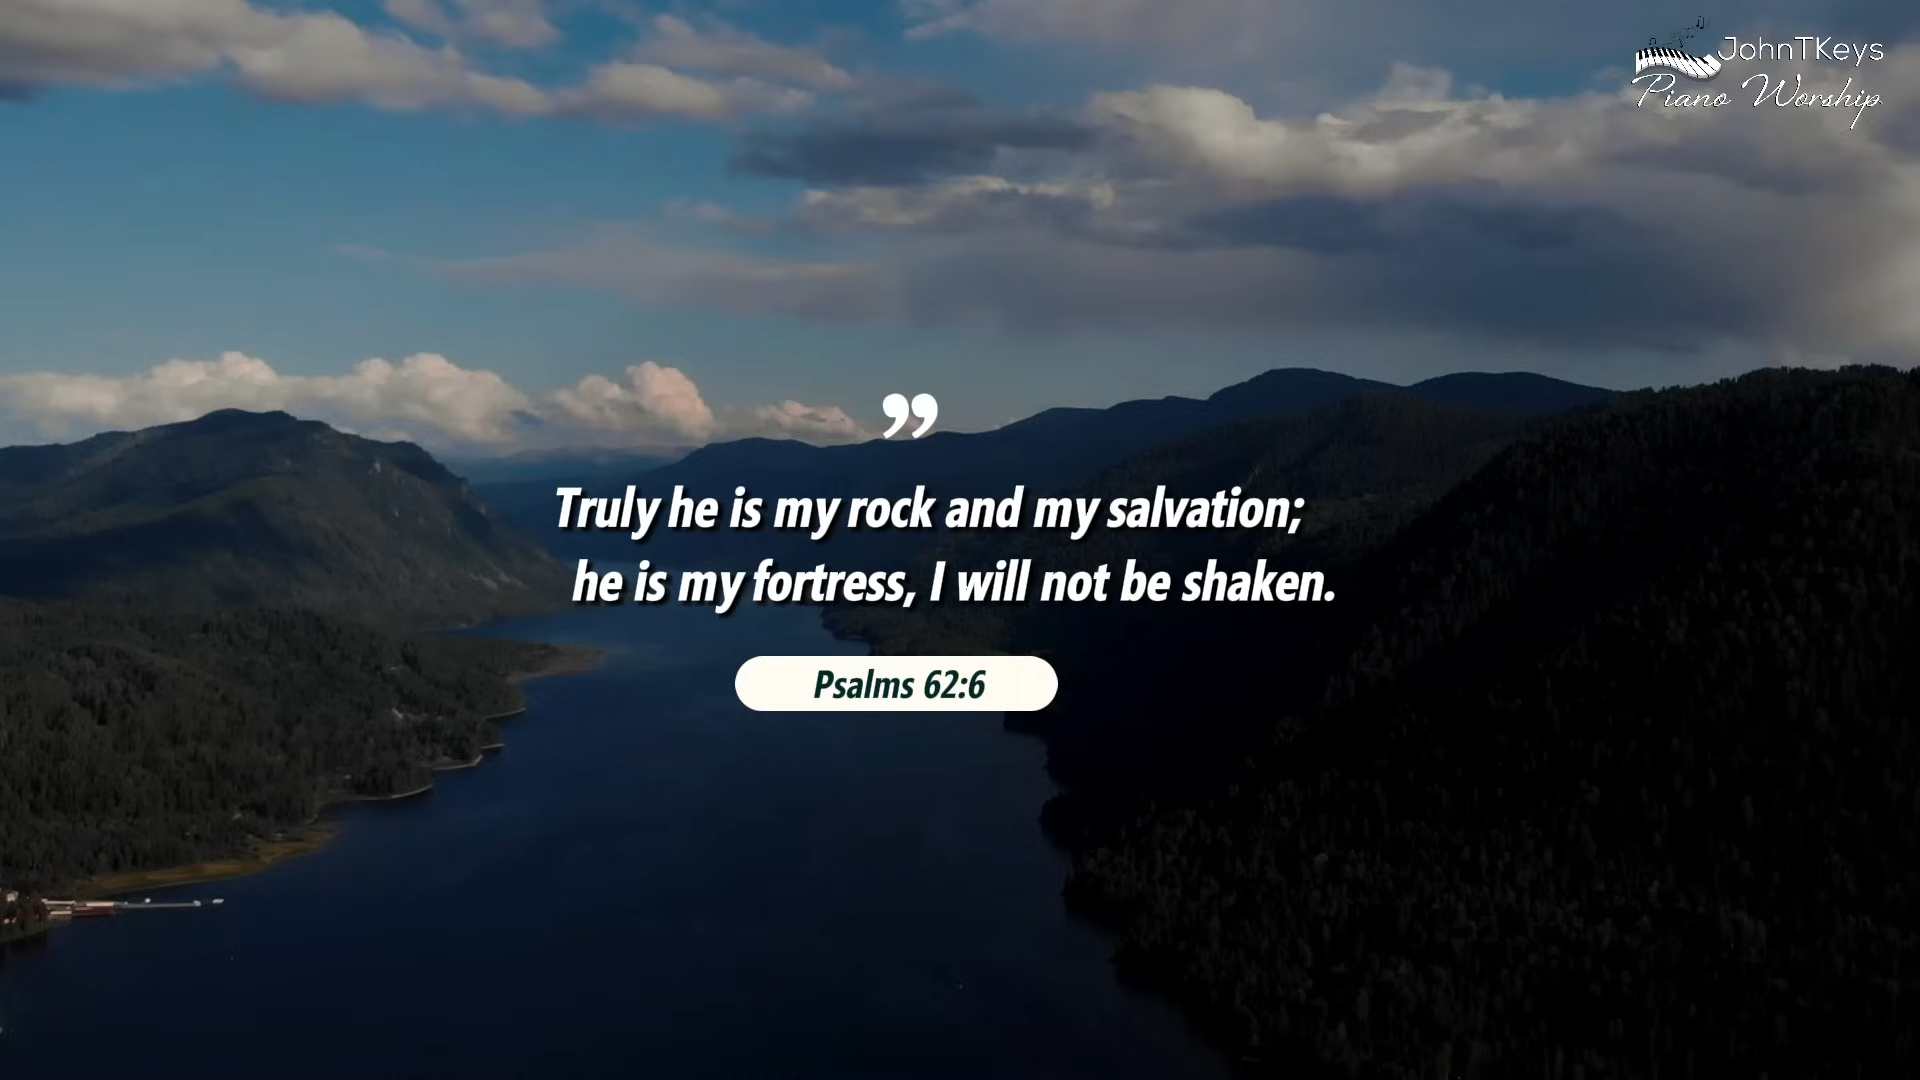 JohnTKeys
Piano Worship
”
Truly he is my rock and my salvation;
he is my fortress, I will not be shaken.
Psalms 62:6